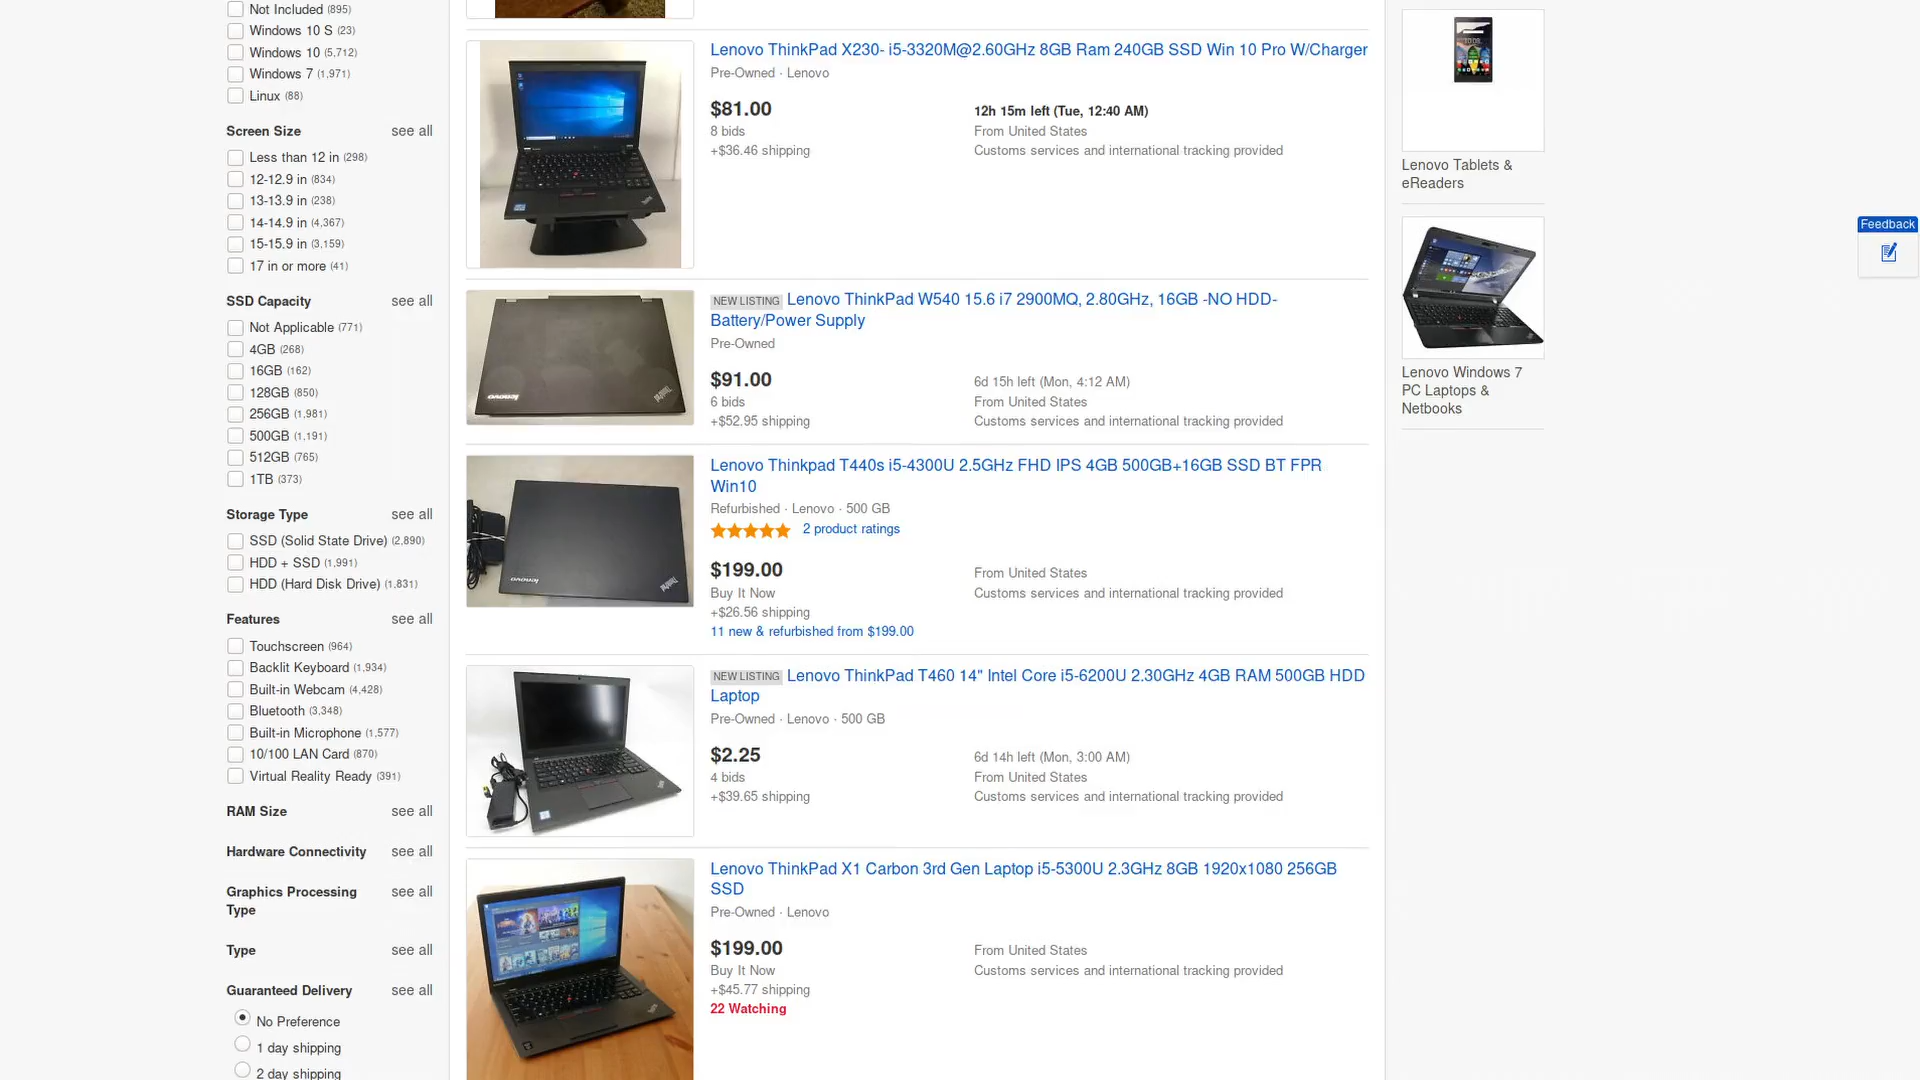 Not Included (895)
Windows 10 S (23)
Windows 10 (5,712)
Windows 7 (1,971)
Linux (88)
Screen Size see all
Less than 12 in (298)
12-12.9 in (834)
13-13.9 in (238)
14-14.9 in (4,367)
15-15.9 in (3,159)
17 in or more (41)
SSD Capacity see all
Not Applicable (771)
4GB (268)
16GB (162)
128GB (850)
256GB (1,981)
500GB (1,191)
512GB (765)
1TB (373)
Storage Type see all
SSD (Solid State Drive) (2,890)
HDD + SSD (1,991)
HDD (Hard Disk Drive) (1,831)
Features see all
Touchscreen (964)
Backlit Keyboard (1,934)
Built-in Webcam (4,428)
Bluetooth (3,348)
Built-in Microphone (1,577)
10/100 LAN Card (870)
Virtual Reality Ready (391)
RAM Size see all
Hardware Connectivity see all
Graphics Processing see all
Type
Type see all
Guaranteed Delivery see all
No Preference
1 day shipping
2 day shipping
Lenovo ThinkPad X230- i5-3320M@2.60GHz 8GB Ram 240GB SSD Win 10 Pro W/Charger
Pre-Owned · Lenovo
$81.00
8 bids
+$36.46 shipping
12h 15m left (Tue, 12:40 AM)
From United States
Customs services and international tracking provided
NEW LISTING Lenovo ThinkPad W540 15.6 i7 2900MQ, 2.80GHz, 16GB -NO HDD-
Battery/Power Supply
Pre-Owned
$91.00
6 bids
+$52.95 shipping
6d 15h left (Mon, 4:12 AM)
From United States
Customs services and international tracking provided
lenovo
ThinkPad
Lenovo Thinkpad T440s i5-4300U 2.5GHz FHD IPS 4GB 500GB+16GB SSD BT FPR
Win10
Refurbished · Lenovo · 500 GB
2 product ratings
$199.00
Buy It Now
+$26.56 shipping
11 new & refurbished from $199.00
From United States
Customs services and international tracking provided
lenovo
ThinkPad
NEW LISTING Lenovo ThinkPad T460 14" Intel Core i5-6200U 2.30GHz 4GB RAM 500GB HDD
Laptop
Pre-Owned · Lenovo · 500 GB
$2.25
4 bids
+$39.65 shipping
6d 14h left (Mon, 3:00 AM)
From United States
Customs services and international tracking provided
Lenovo ThinkPad X1 Carbon 3rd Gen Laptop i5-5300U 2.3GHz 8GB 1920x1080 256GB
SSD
Pre-Owned · Lenovo
$199.00
Buy It Now
+$45.77 shipping
22 Watching
From United States
Customs services and international tracking provided
Lenovo Tablets &
eReaders
Lenovo Windows 7
PC Laptops &
Netbooks
Feedback